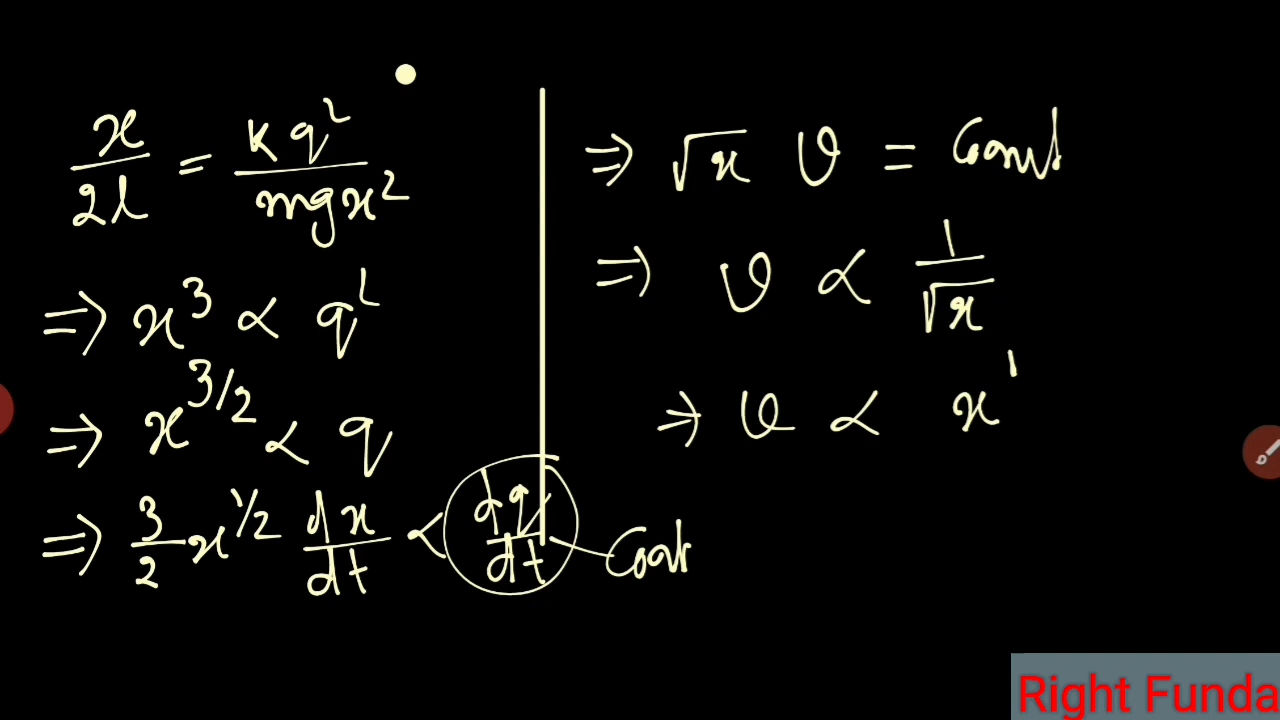 x/2l = kq²/mgx²
⇒ x³ ∝ q²
⇒ x^3/2 ∝ q
⇒ 3/2 x^1/2 dx/dt ∝ dq/dt
⇒ √x v = Const
⇒ v ∝ 1/√x
⇒ v ∝ x^1
Right Funda